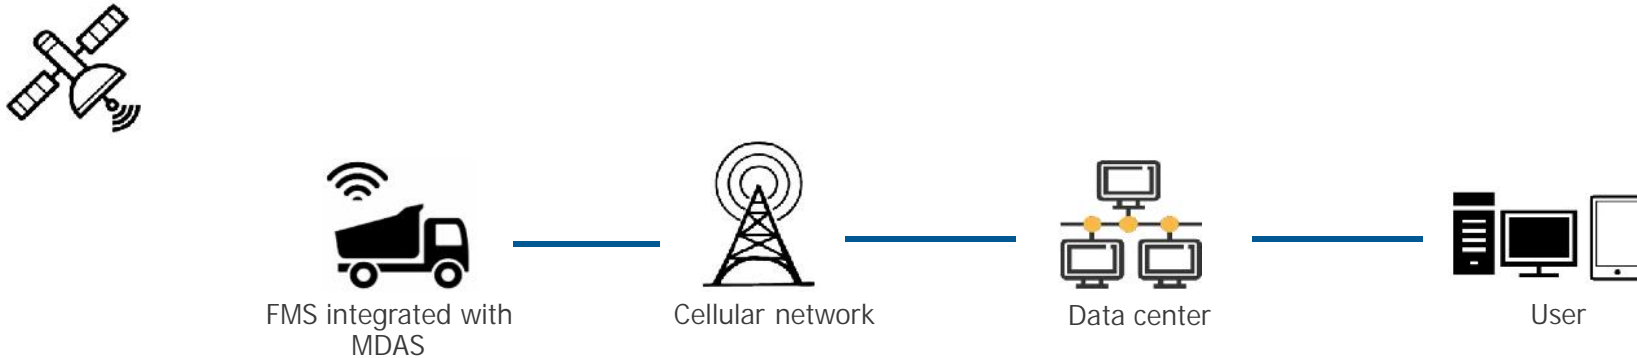 FMS integrated with
MDAS
Cellular network
Data center
User